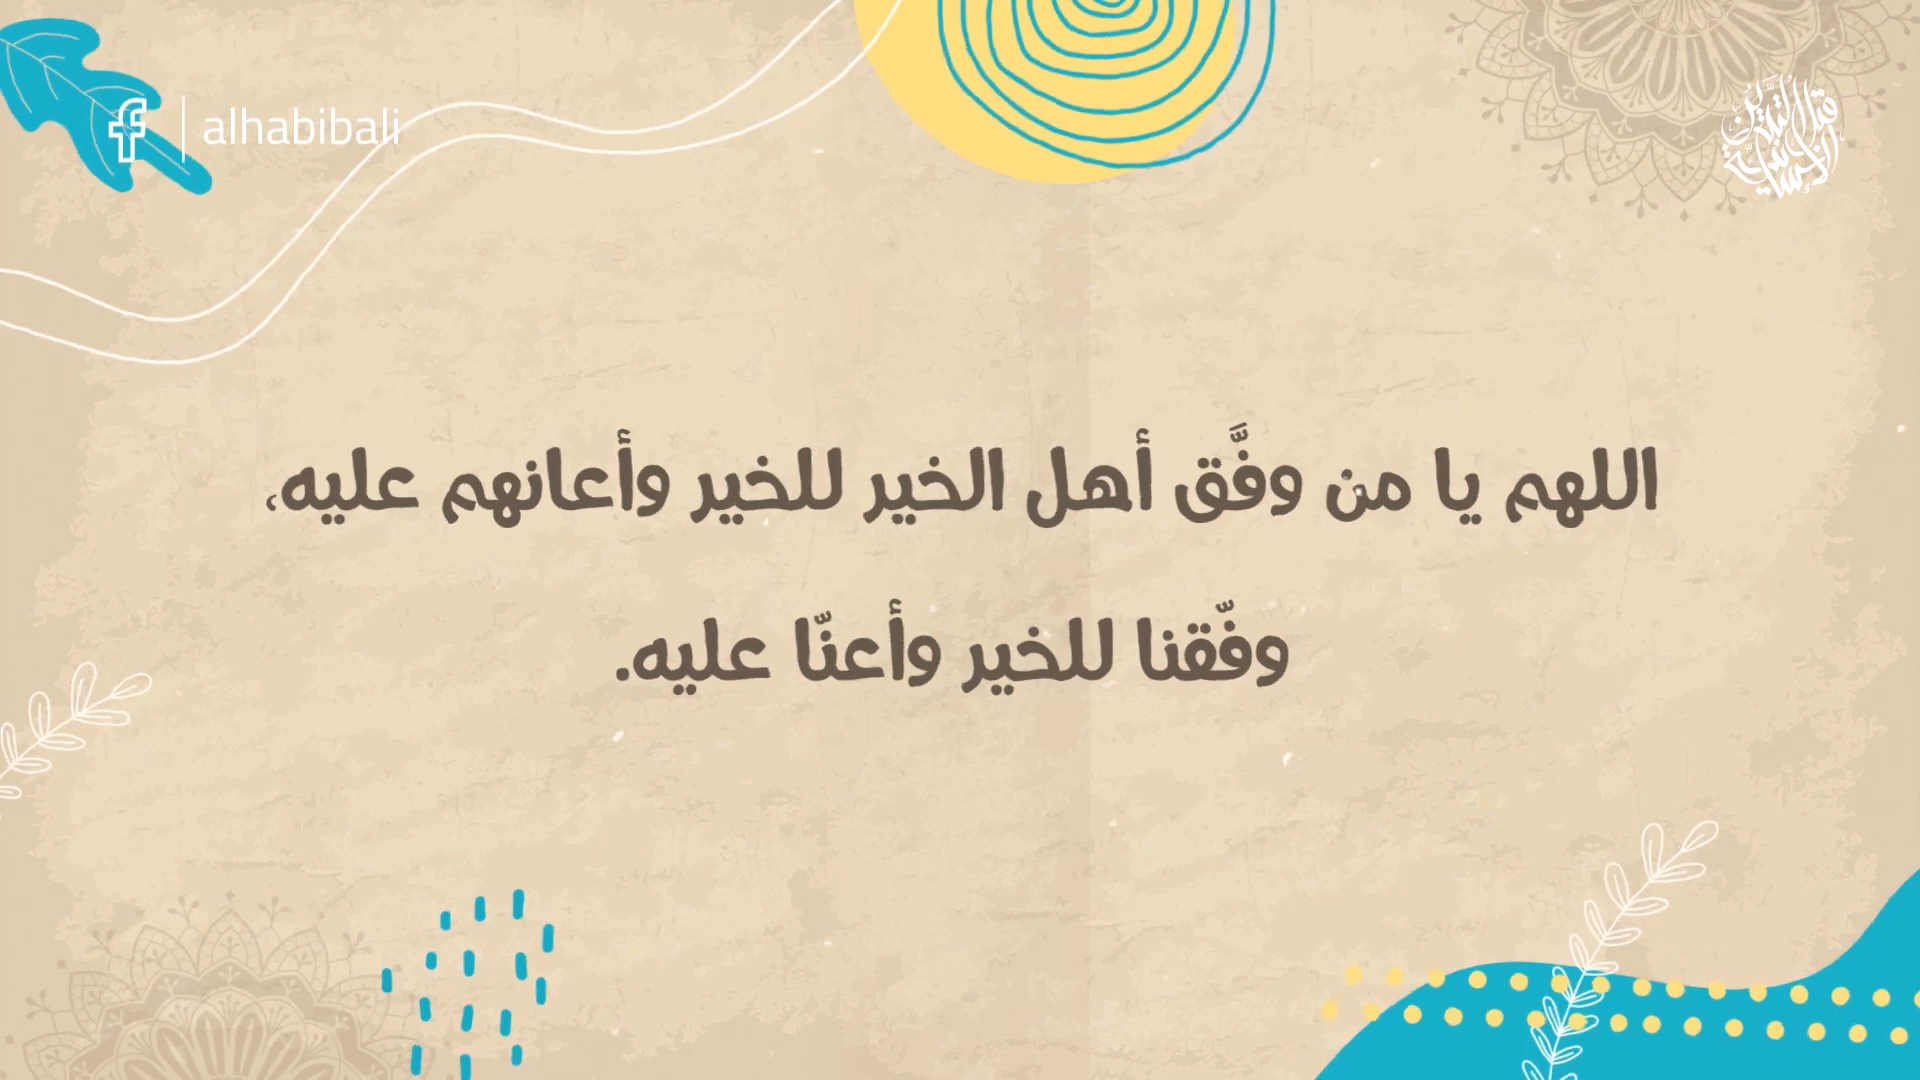 alhabibali
اللهم يا من وفَّق أهل الخير للخير وأعانهم عليه،
وفّقنا للخير وأعنّا عليه.